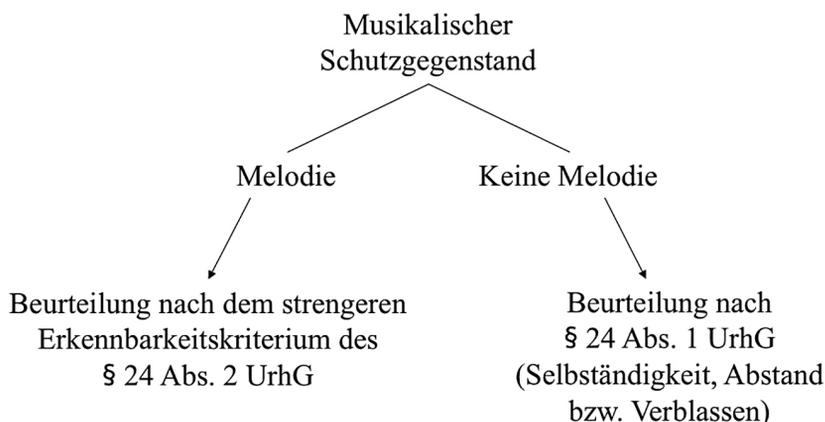 Musikalischer
Schutzgegenstand
Melodie
Keine Melodie
Beurteilung nach dem strengeren
Erkennbarkeitskriterium des
§ 24 Abs. 2 UrhG
Beurteilung nach
§ 24 Abs. 1 UrhG
(Selbständigkeit, Abstand
bzw. Verblassen)